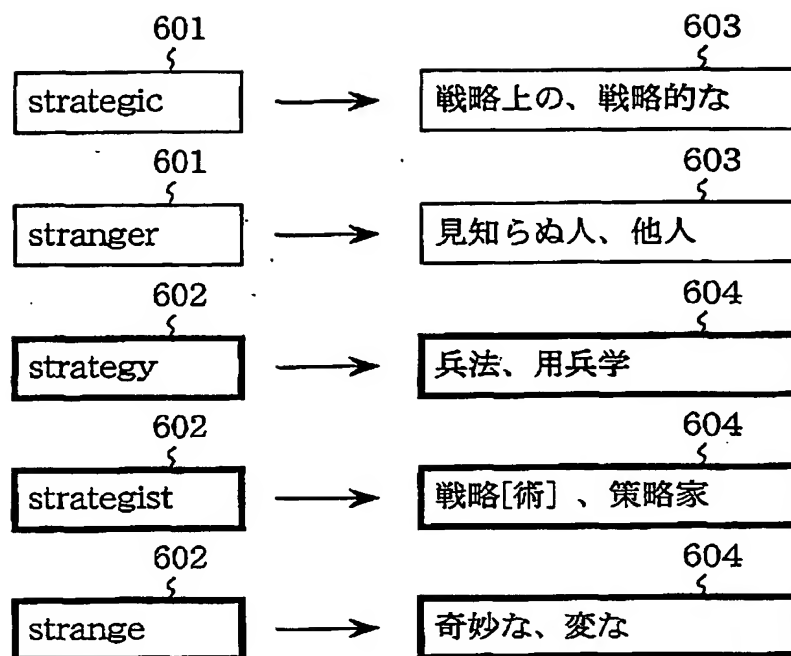 601 603
strategic 戦略上の、戦略的な
601 603
stranger 見知らぬ人、他人
602 604
strategy 兵法、用兵学
602 604
strategist 戦略[術]、策略家
602 604
strange 奇妙な、変な